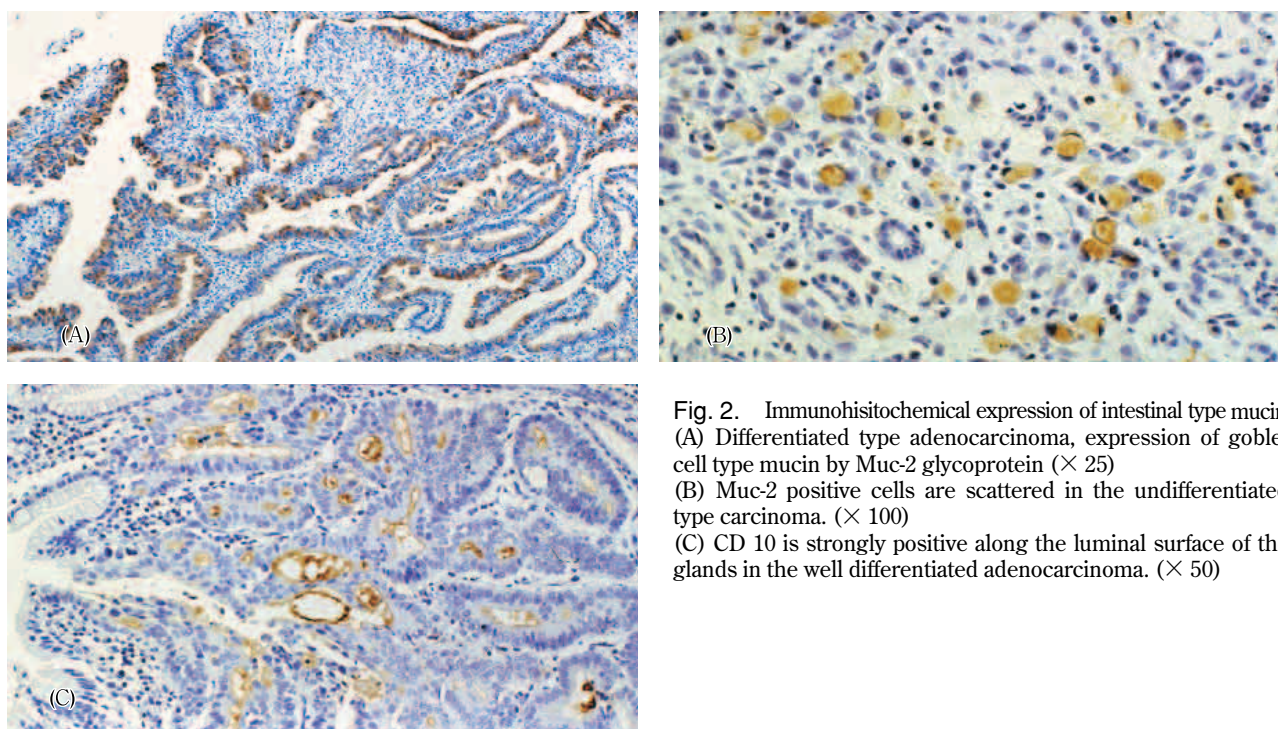 (A)
(B)
(C)
Fig. 2. Immunohisitochemical expression of intestinal type mucin
(A) Differentiated type adenocarcinoma, expression of goble
cell type mucin by Muc-2 glycoprotein (× 25)
(B) Muc-2 positive cells are scattered in the undifferentiate
type carcinoma. (× 100)
(C) CD 10 is strongly positive along the luminal surface of th
glands in the well differentiated adenocarcinoma. (× 50)